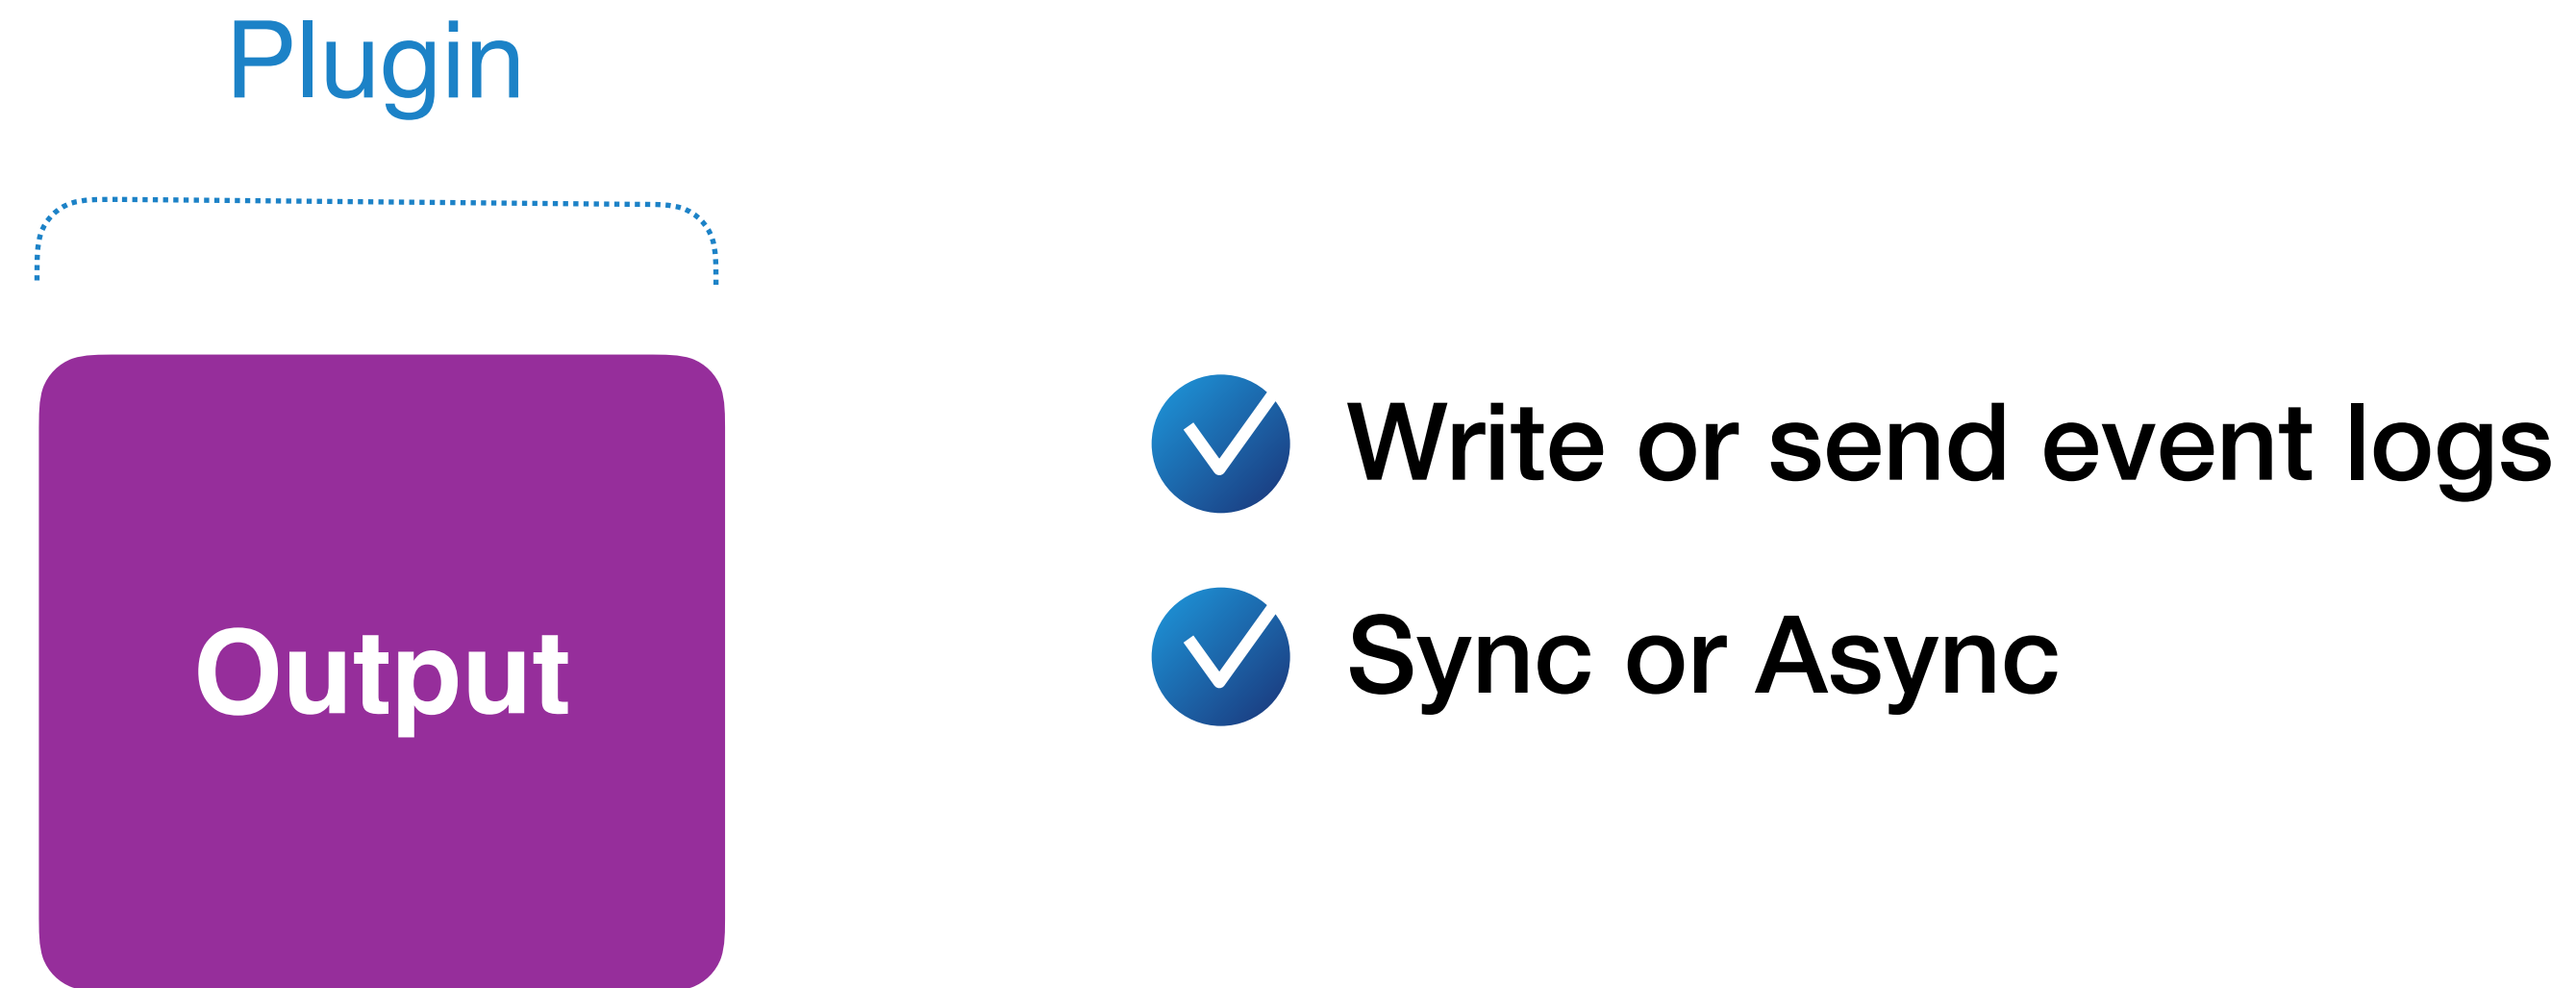 Plugin
Output
Write or send event logs
Sync or Async